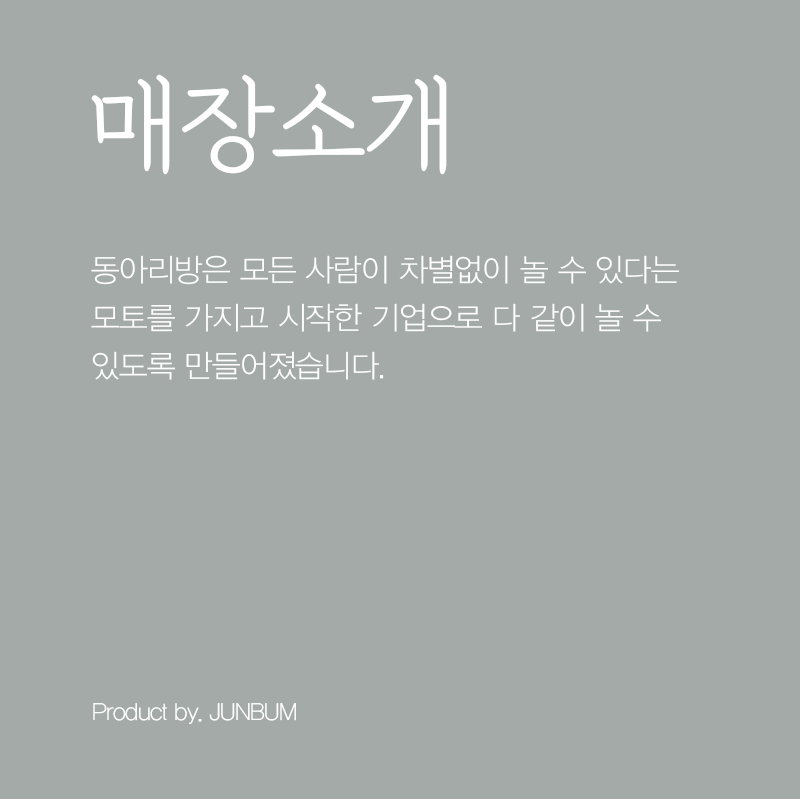 매장소개
동아리방은 모든 사람이 차별없이 놀 수 있다는
모토를 가지고 시작한 기업으로 다 같이 놀 수
있도록 만들어졌습니다.
Product by. JUNBUM